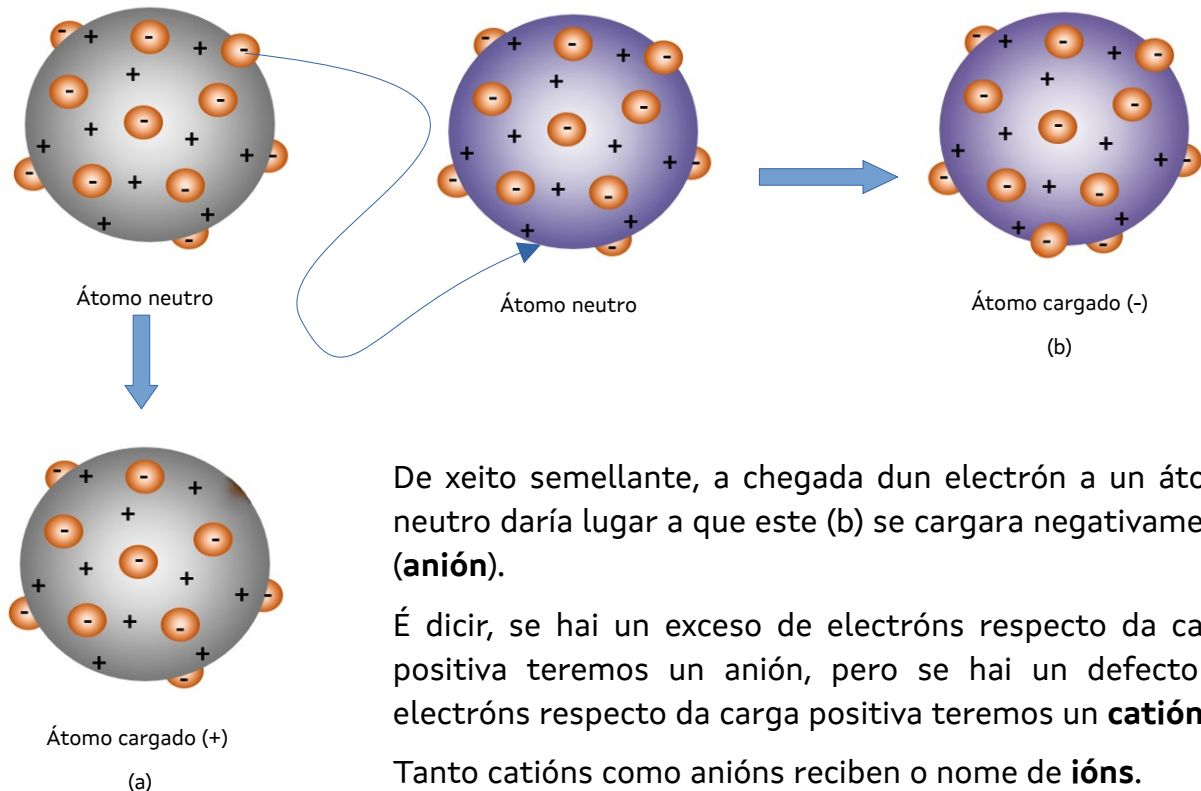 Átomo neutro
Átomo neutro
Átomo cargado (-)
(b)
De xeito semellante, a chegada dun electrón a un áto
neutro daría lugar a que este (b) se cargara negativame
(anión).
É dicir, se hai un exceso de electróns respecto da ca
positiva teremos un anión, pero se hai un defecto
electróns respecto da carga positiva teremos un catión
Tanto catións como anións reciben o nome de ións.
Átomo cargado (+)
(a)